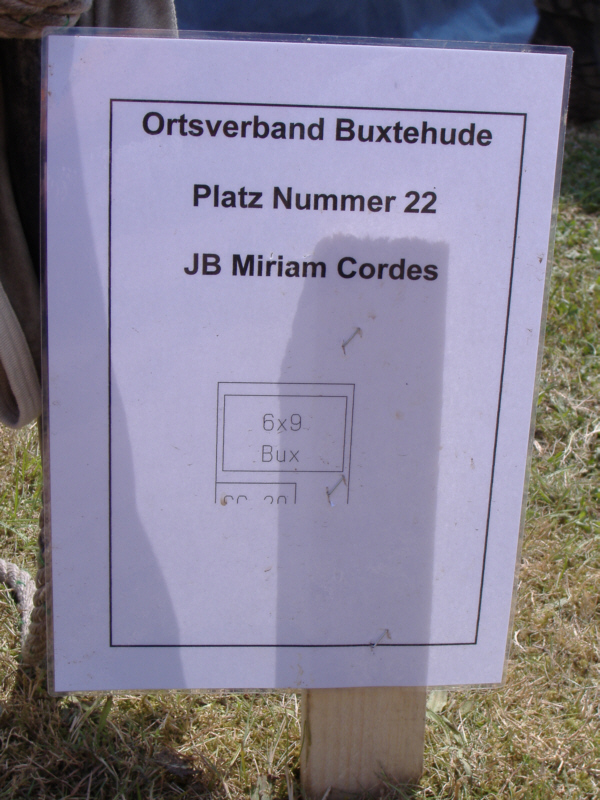 Ortsverband Buxtehude
Platz Nummer 22
JB Miriam Cordes
6x9
Bux